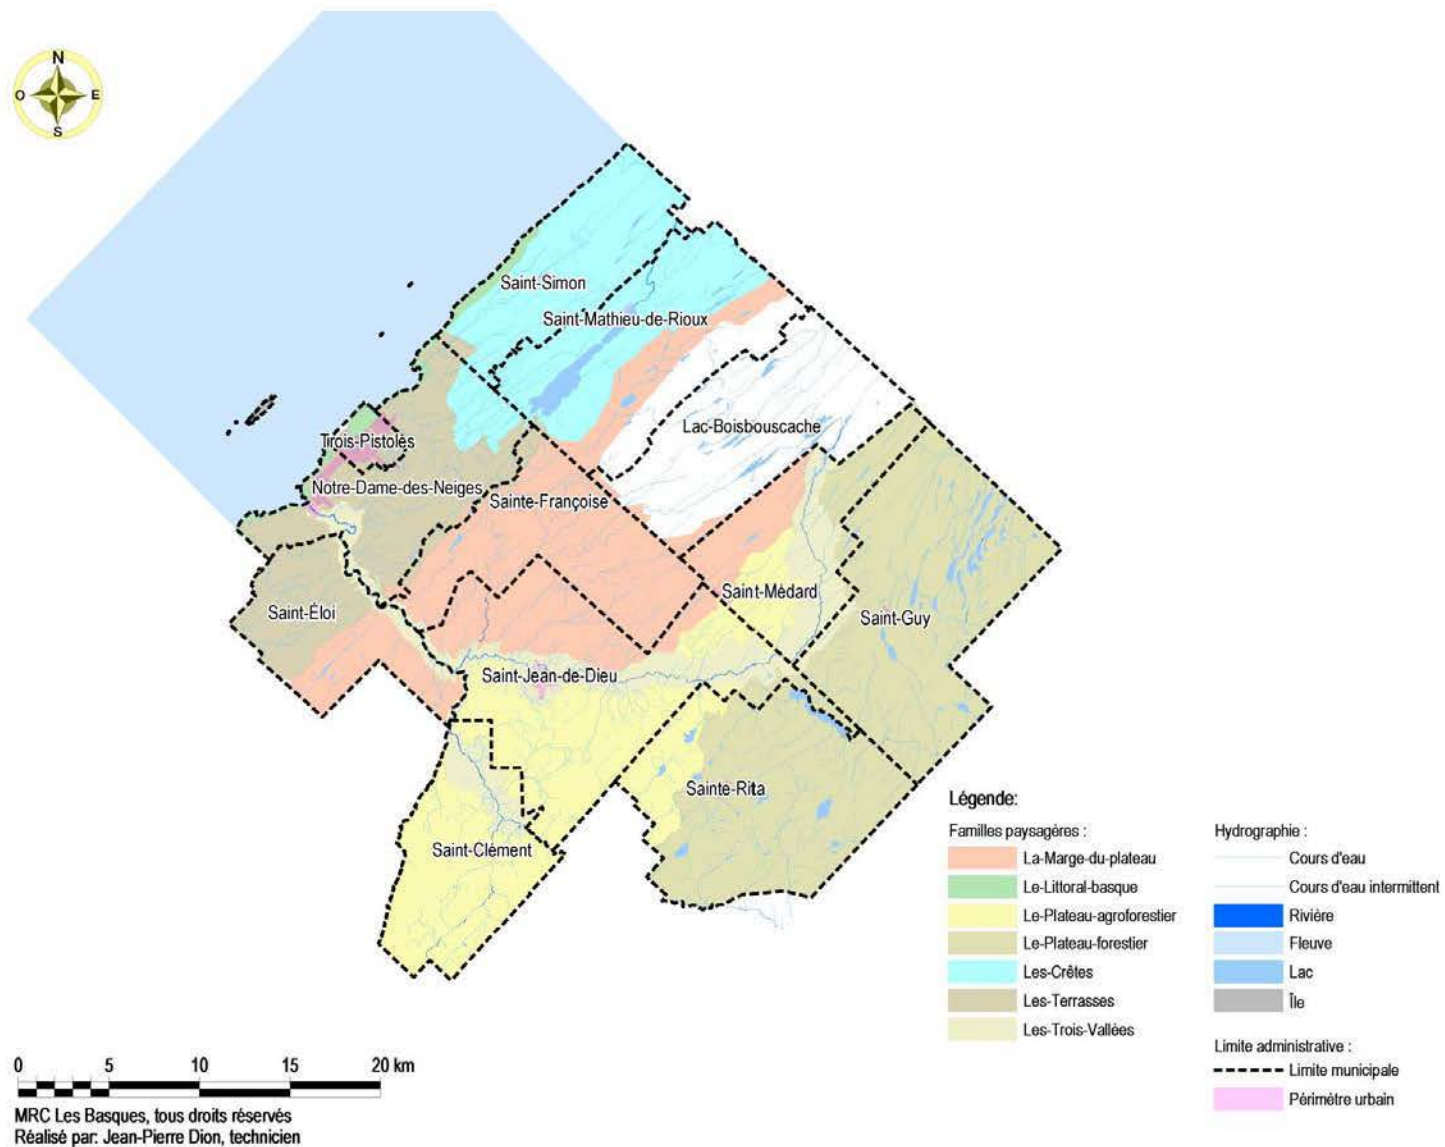 N
O E
S
Saint-Simon
Saint-Mathieu-de-Rioux
Lac-Boisbouscache
Trois-Pistoles
Notre-Dame-des-Neiges
Sainte-Françoise
Saint-Médard
Saint-Éloi
Saint-Guy
Saint-Jean-de-Dieu
Sainte-Rita
Saint-Clément
Légende:
Familles paysagères :
La-Marge-du-plateau
Le-Littoral-basque
Le-Plateau-agroforestier
Le-Plateau-forestier
Les-Crêtes
Les-Terrasses
Les-Trois-Vallées
Hydrographie :
Cours d'eau
Cours d'eau intermittent
Rivière
Fleuve
Lac
Île
Limite administrative :
Limite municipale
Périmètre urbain
0 5 10 15 20 km
MRC Les Basques, tous droits réservés
Réalisé par: Jean-Pierre Dion, technicien